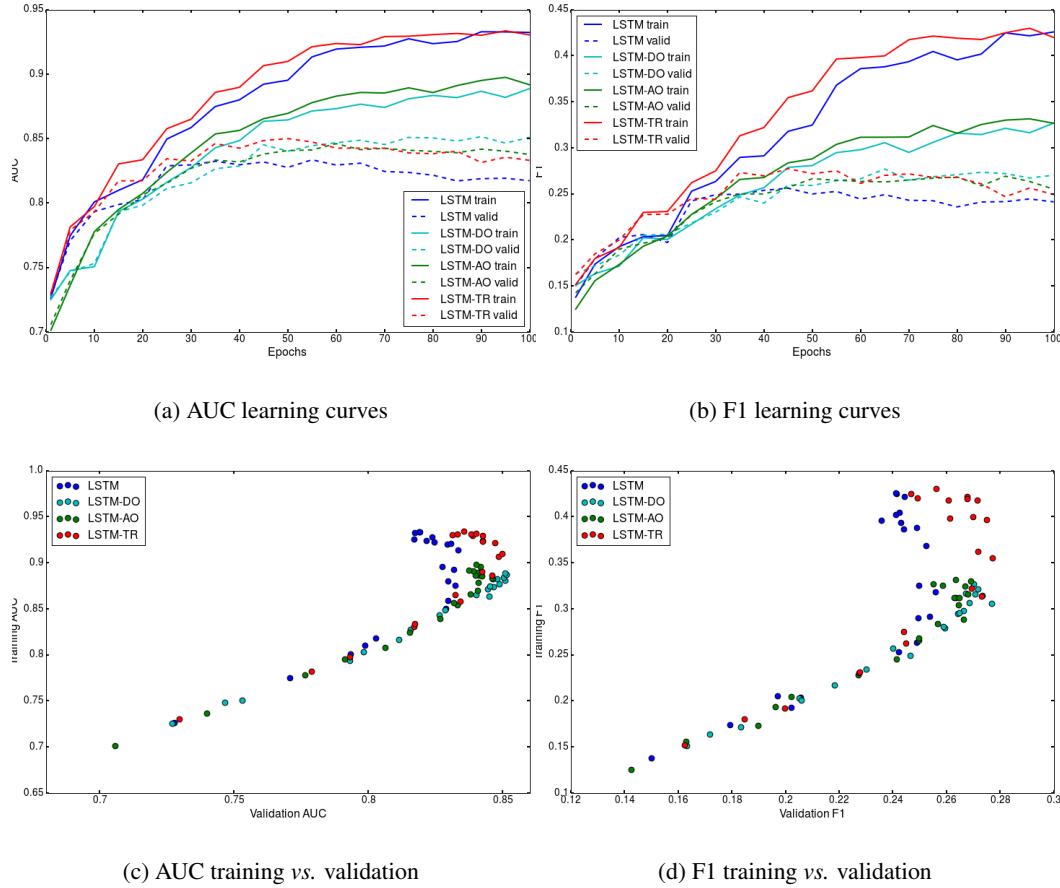 0.95
0.9
0.85
0.8
0.75
0.7
AUC
0 10 20 30 40 50 60 70 80 90 100
Epochs
LSTM train
LSTM valid
LSTM-DO train
LSTM-DO valid
LSTM-AO train
LSTM-AO valid
LSTM-TR train
LSTM-TR valid
(a) AUC learning curves
0.45
0.4
0.35
0.3
0.25
0.2
0.15
0.1
F1
0 10 20 30 40 50 60 70 80 90 100
Epochs
LSTM train
LSTM valid
LSTM-DO train
LSTM-DO valid
LSTM-AO train
LSTM-AO valid
LSTM-TR train
LSTM-TR valid
(b) F1 learning curves
1.0
0.95
0.9
0.85
0.8
0.75
0.7
0.65
Training AUC
0.7 0.75 0.8 0.85
Validation AUC
LSTM
LSTM-DO
LSTM-AO
LSTM-TR
(c) AUC training vs. validation
0.45
0.4
0.35
0.3
0.25
0.2
0.15
0.1
Training F1
0.12 0.14 0.16 0.18 0.2 0.22 0.24 0.26 0.28 0.3
Validation F1
LSTM
LSTM-DO
LSTM-AO
LSTM-TR
(d) F1 training vs. validation